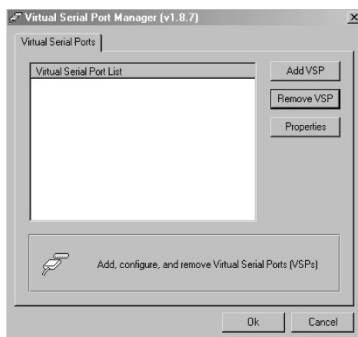 Virtual Serial Port Manager (v1.8.7)
Virtual Serial Ports
Virtual Serial Port List
Add VSP
Remove VSP
Properties
Add, configure, and remove Virtual Serial Ports (VSPs)
Ok
Cancel